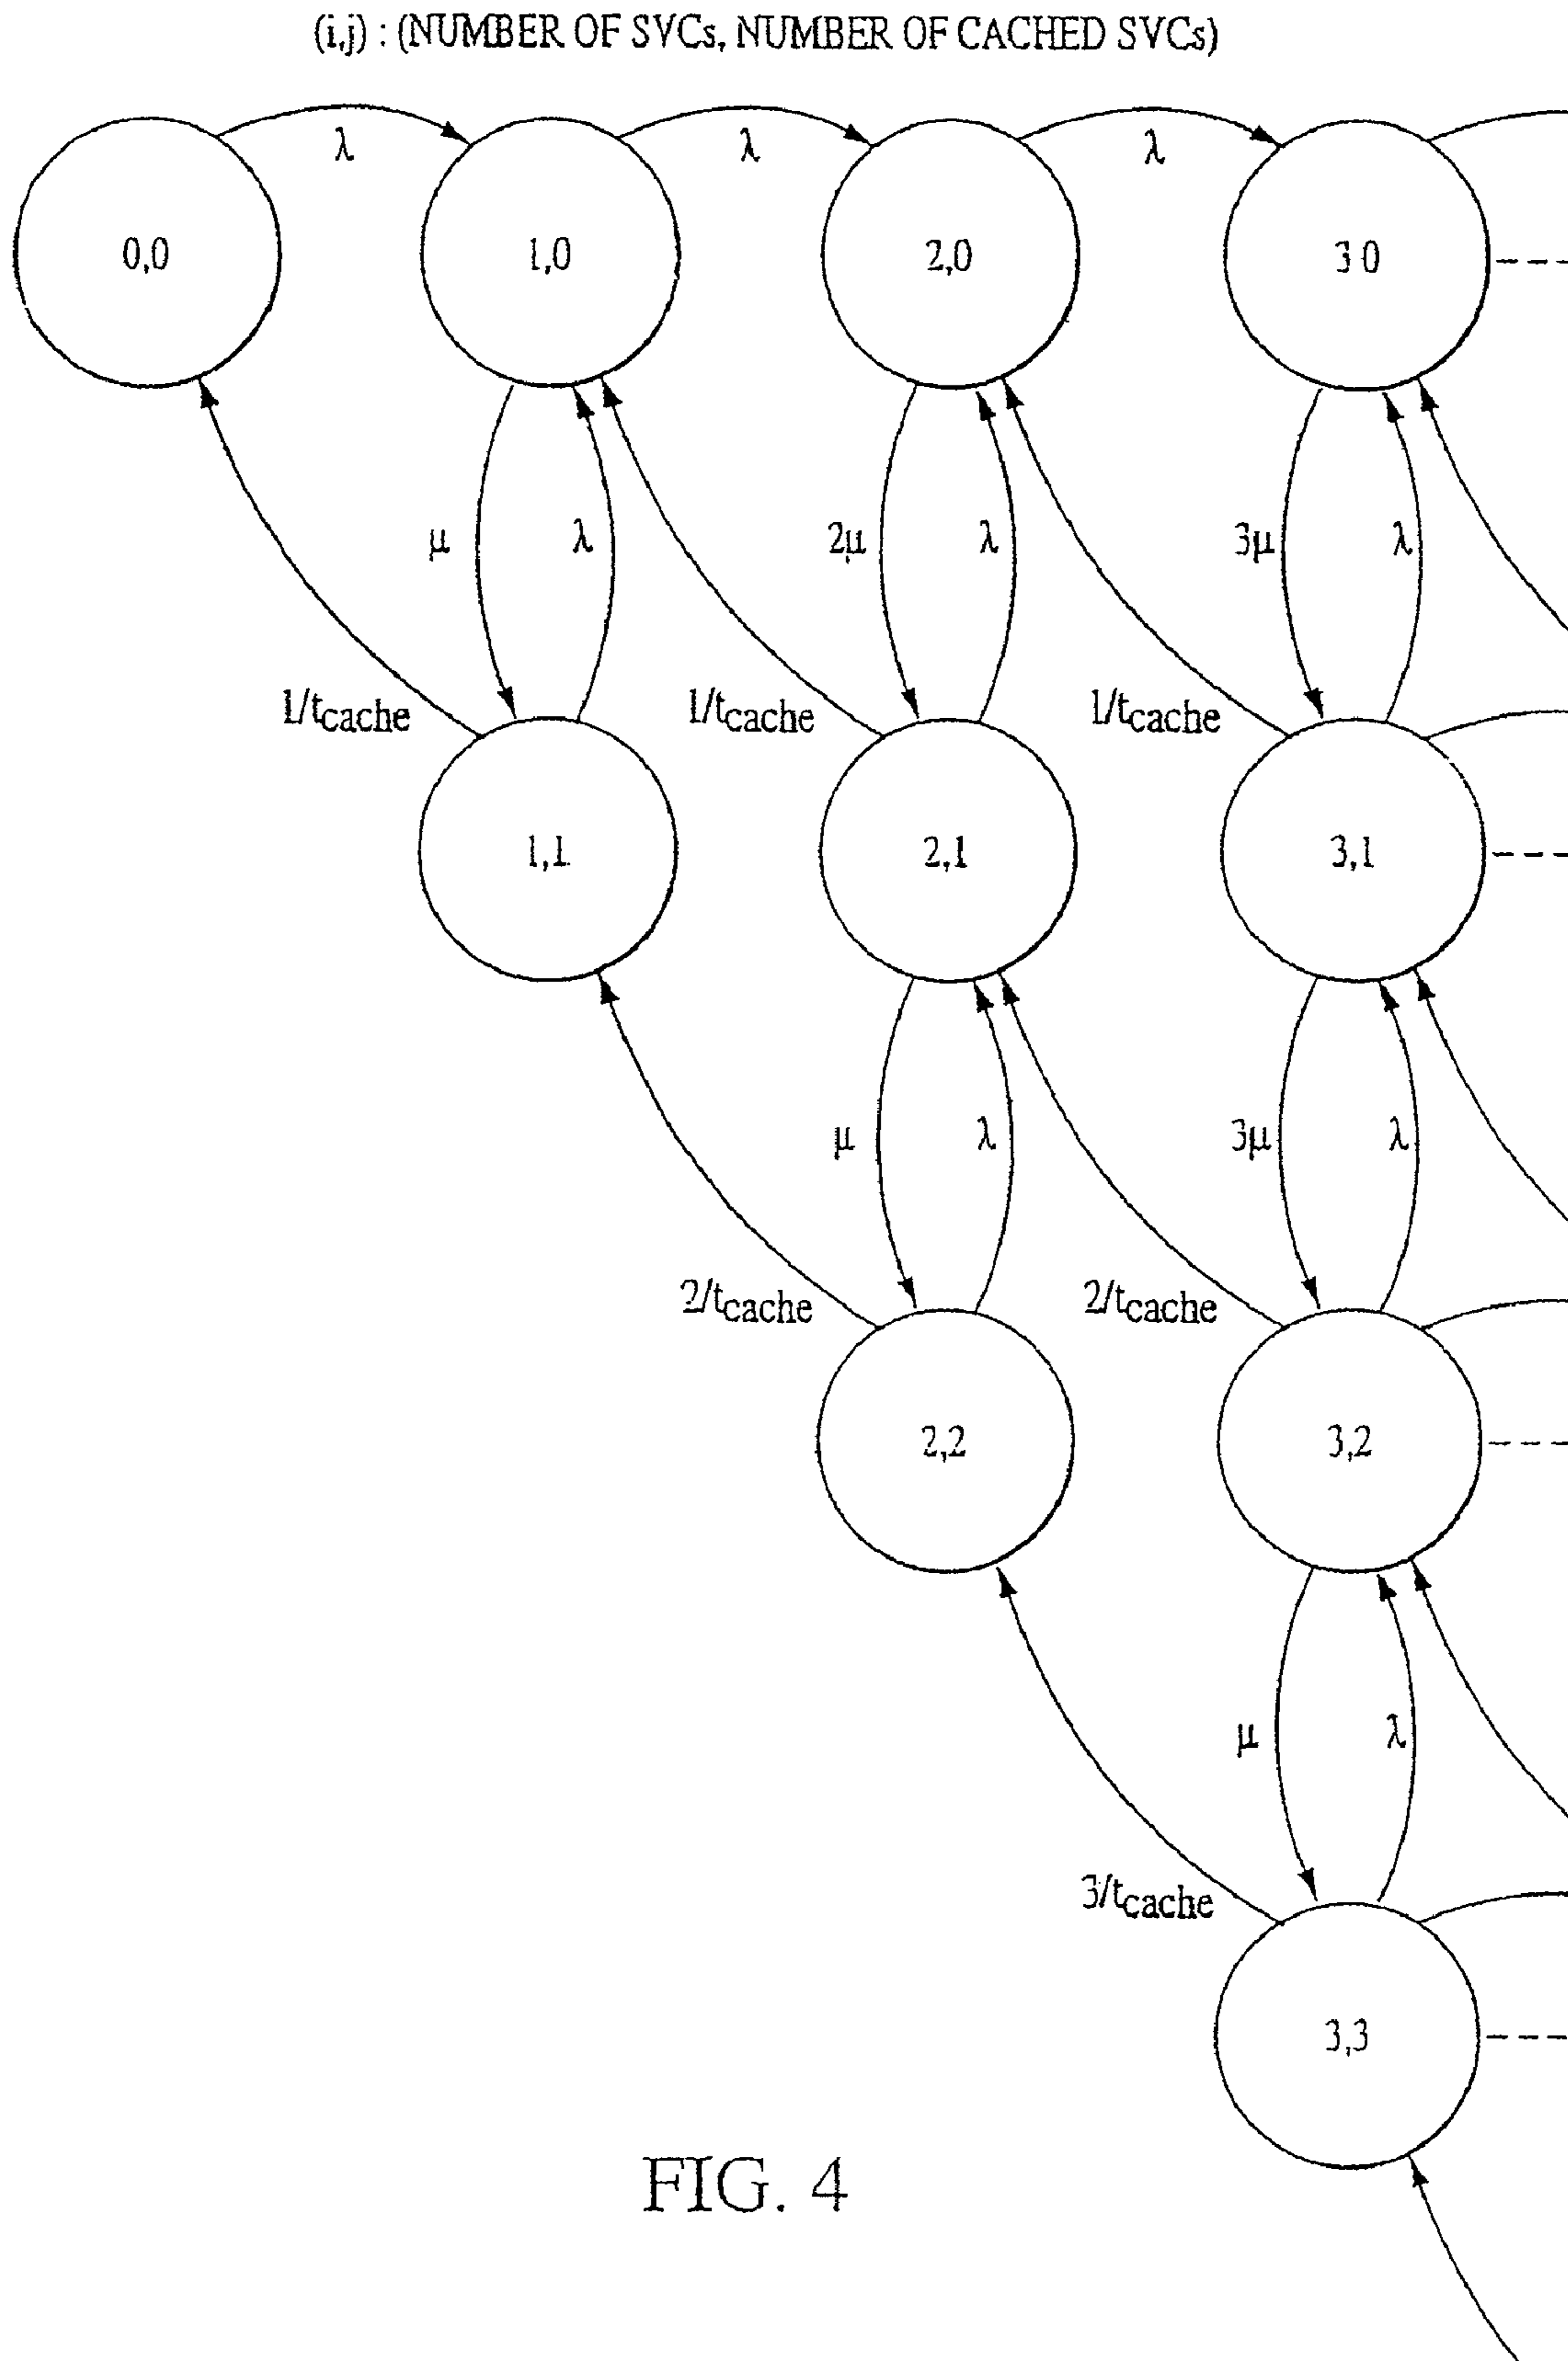 (i,j) : (NUMBER OF SVCs, NUMBER OF CACHED SVCs)
λ λ λ
0,0 1,0 2,0 3 0
μ λ 2μ λ 3μ λ
1/tcache 1/tcache 1/tcache
1,1 2,1 3,1
μ λ 3μ λ
2/tcache 2/tcache
2,2 3,2
μ λ
3/tcache
3,3
FIG. 4